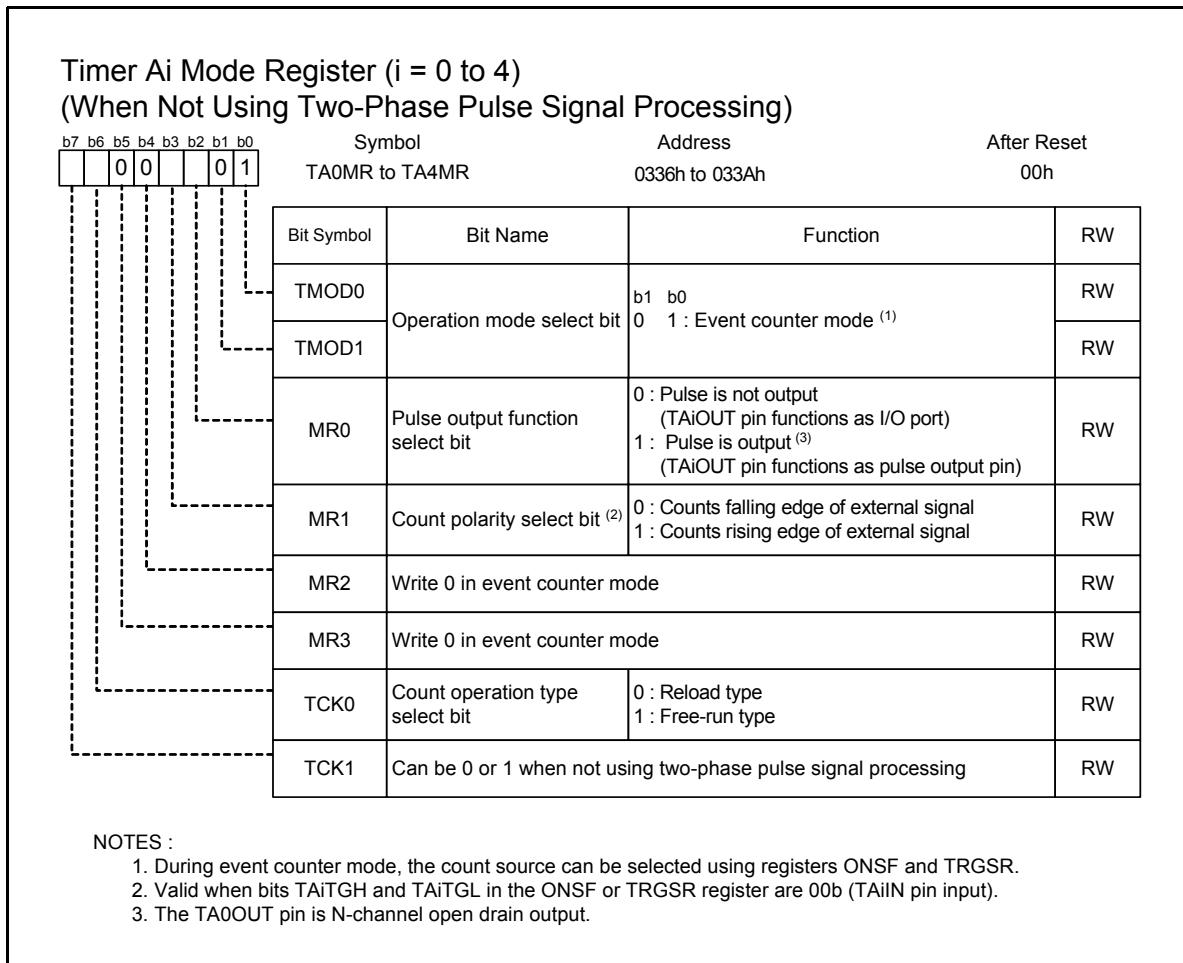 Timer Ai Mode Register (i = 0 to 4)
(When Not Using Two-Phase Pulse Signal Processing)
b7 b6 b5 b4 b3 b2 b1 b0
0 0 0 1
Symbol Address After Reset
TA0MR to TA4MR 0336h to 033Ah 00h
Bit Symbol Bit Name Function RW
TMOD0 RW
Operation mode select bit
b1 b0
0 1 : Event counter mode (1)
TMOD1 RW
MR0
Pulse output function
select bit
0 : Pulse is not output
(TAiOUT pin functions as I/O port)
1 : Pulse is output (3)
(TAiOUT pin functions as pulse output pin)
RW
MR1
Count polarity select bit (2)
0 : Counts falling edge of external signal
1 : Counts rising edge of external signal
RW
MR2 Write 0 in event counter mode RW
MR3 Write 0 in event counter mode RW
TCK0
Count operation type
select bit
0 : Reload type
1 : Free-run type
RW
TCK1 Can be 0 or 1 when not using two-phase pulse signal processing RW
NOTES :
1. During event counter mode, the count source can be selected using registers ONSF and TRGSR.
2. Valid when bits TAiTGH and TAiTGL in the ONSF or TRGSR register are 00b (TAiIN pin input).
3. The TA0OUT pin is N-channel open drain output.